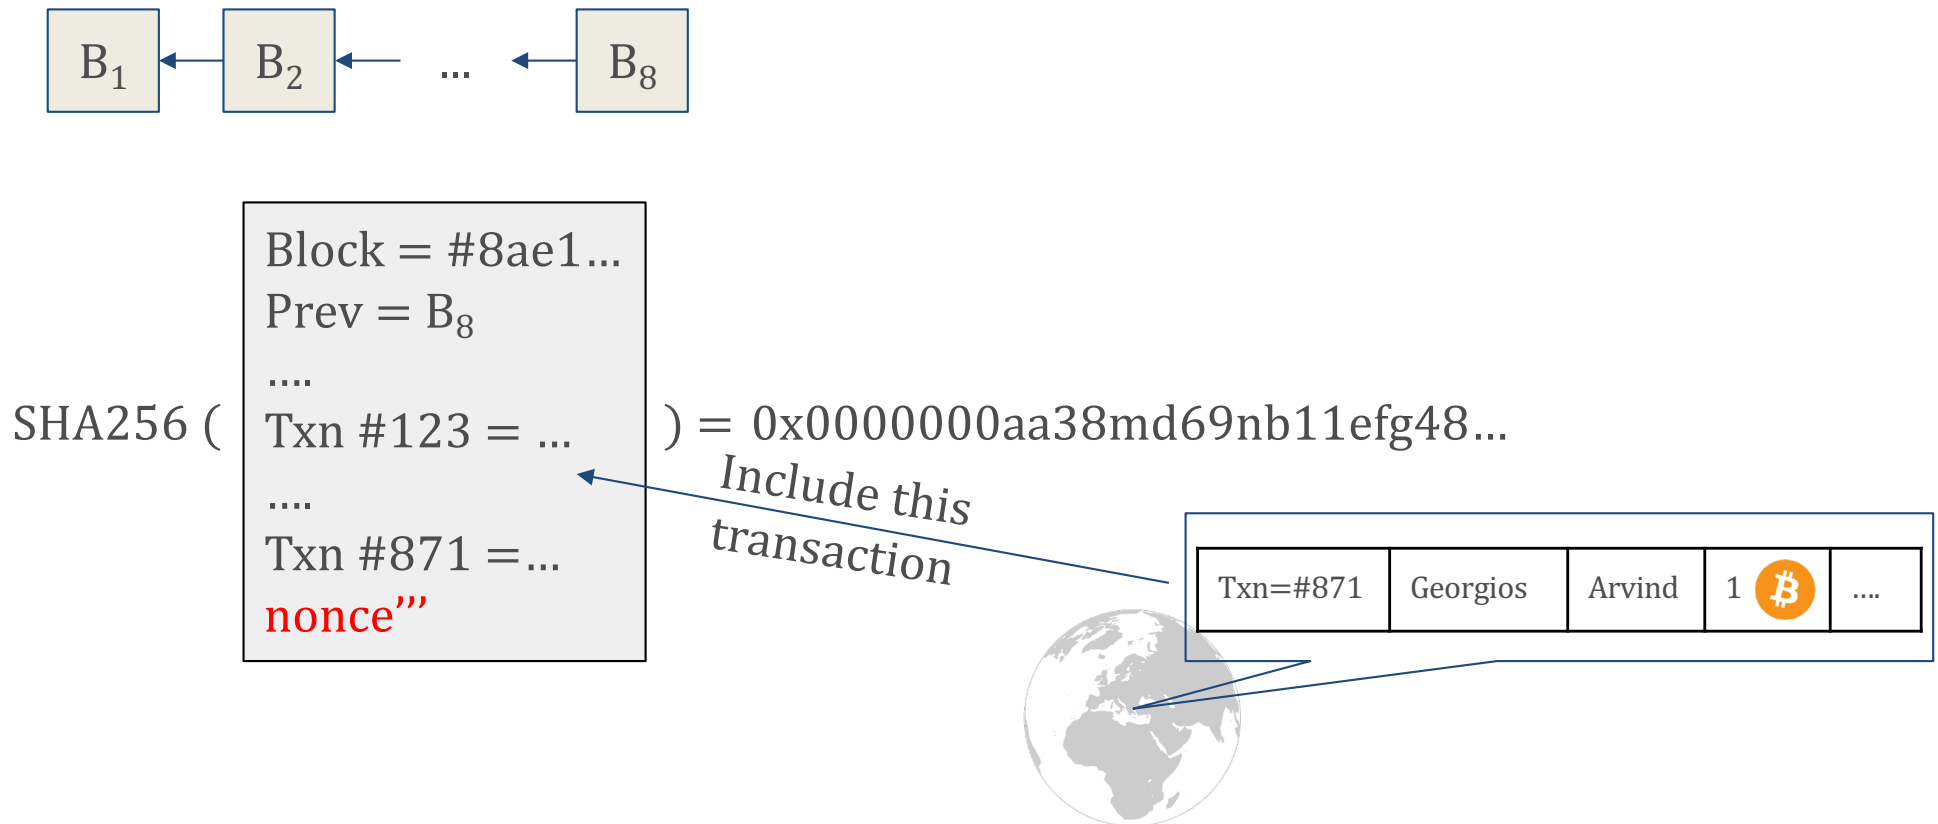 B₁ B₂ ... B₈
Block = #8ae1...
Prev = B₈
....
SHA256 ( Txn #123 = ... ) = 0x0000000aa38md69nb11efg48...
....
Txn #871 =...
nonce’’’
Include this
transaction
Txn=#871 Georgios Arvind 1 ₿ ....